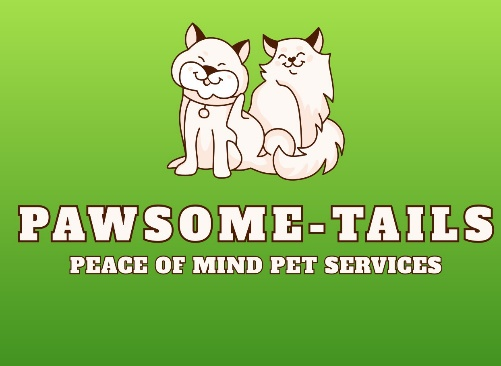 PAWSOME-TAILS
PEACE OF MIND PET SERVICES